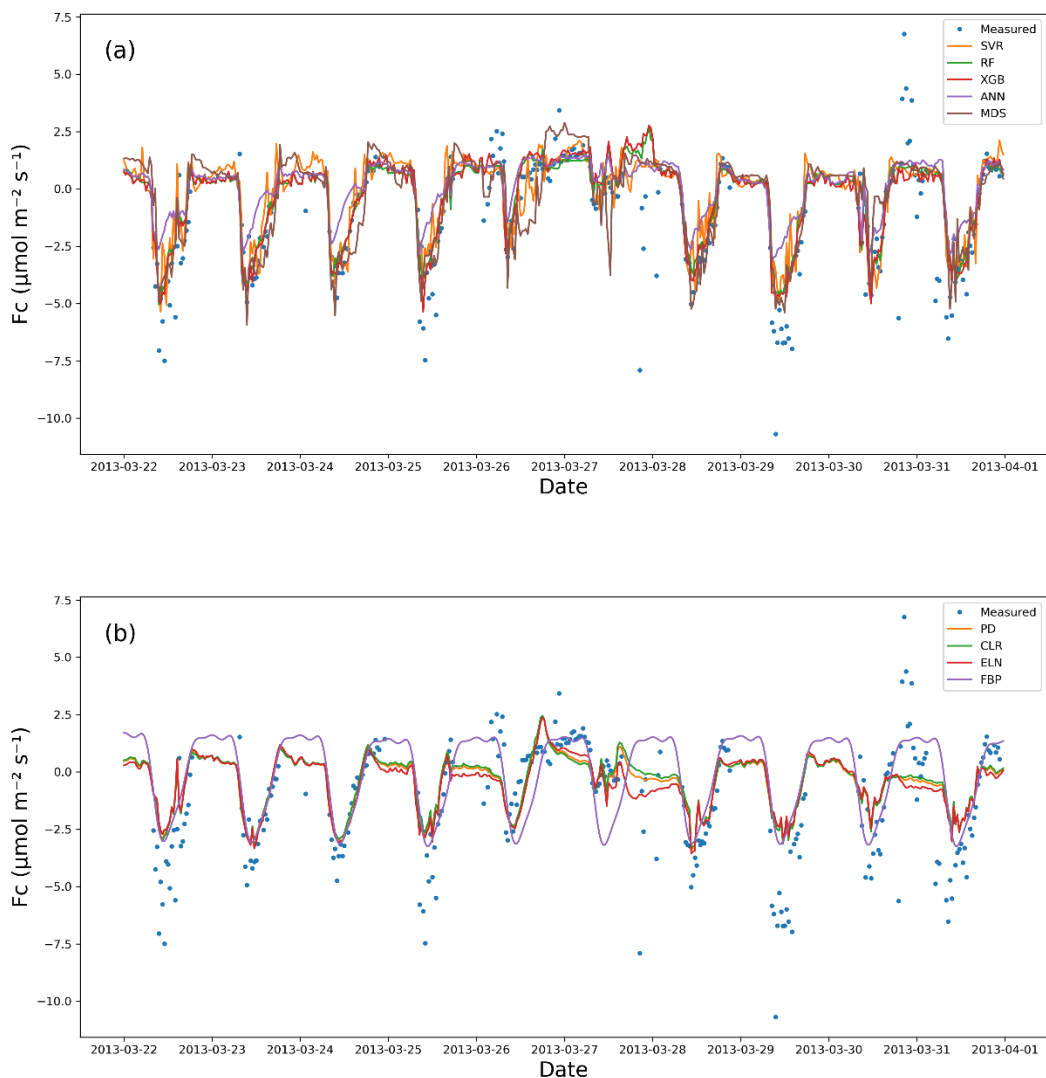 (a)
Measured
SVR
RF
XGB
ANN
MDS
7.5
5.0
2.5
0.0
−2.5
−5.0
−7.5
−10.0
Fc (μmol m⁻² s⁻¹)
2013-03-22 2013-03-23 2013-03-24 2013-03-25 2013-03-26 2013-03-27 2013-03-28 2013-03-29 2013-03-30 2013-03-31 2013-04-01
Date
(b)
Measured
PD
CLR
ELN
FBP
7.5
5.0
2.5
0.0
−2.5
−5.0
−7.5
−10.0
Fc (μmol m⁻² s⁻¹)
2013-03-22 2013-03-23 2013-03-24 2013-03-25 2013-03-26 2013-03-27 2013-03-28 2013-03-29 2013-03-30 2013-03-31 2013-04-01
Date